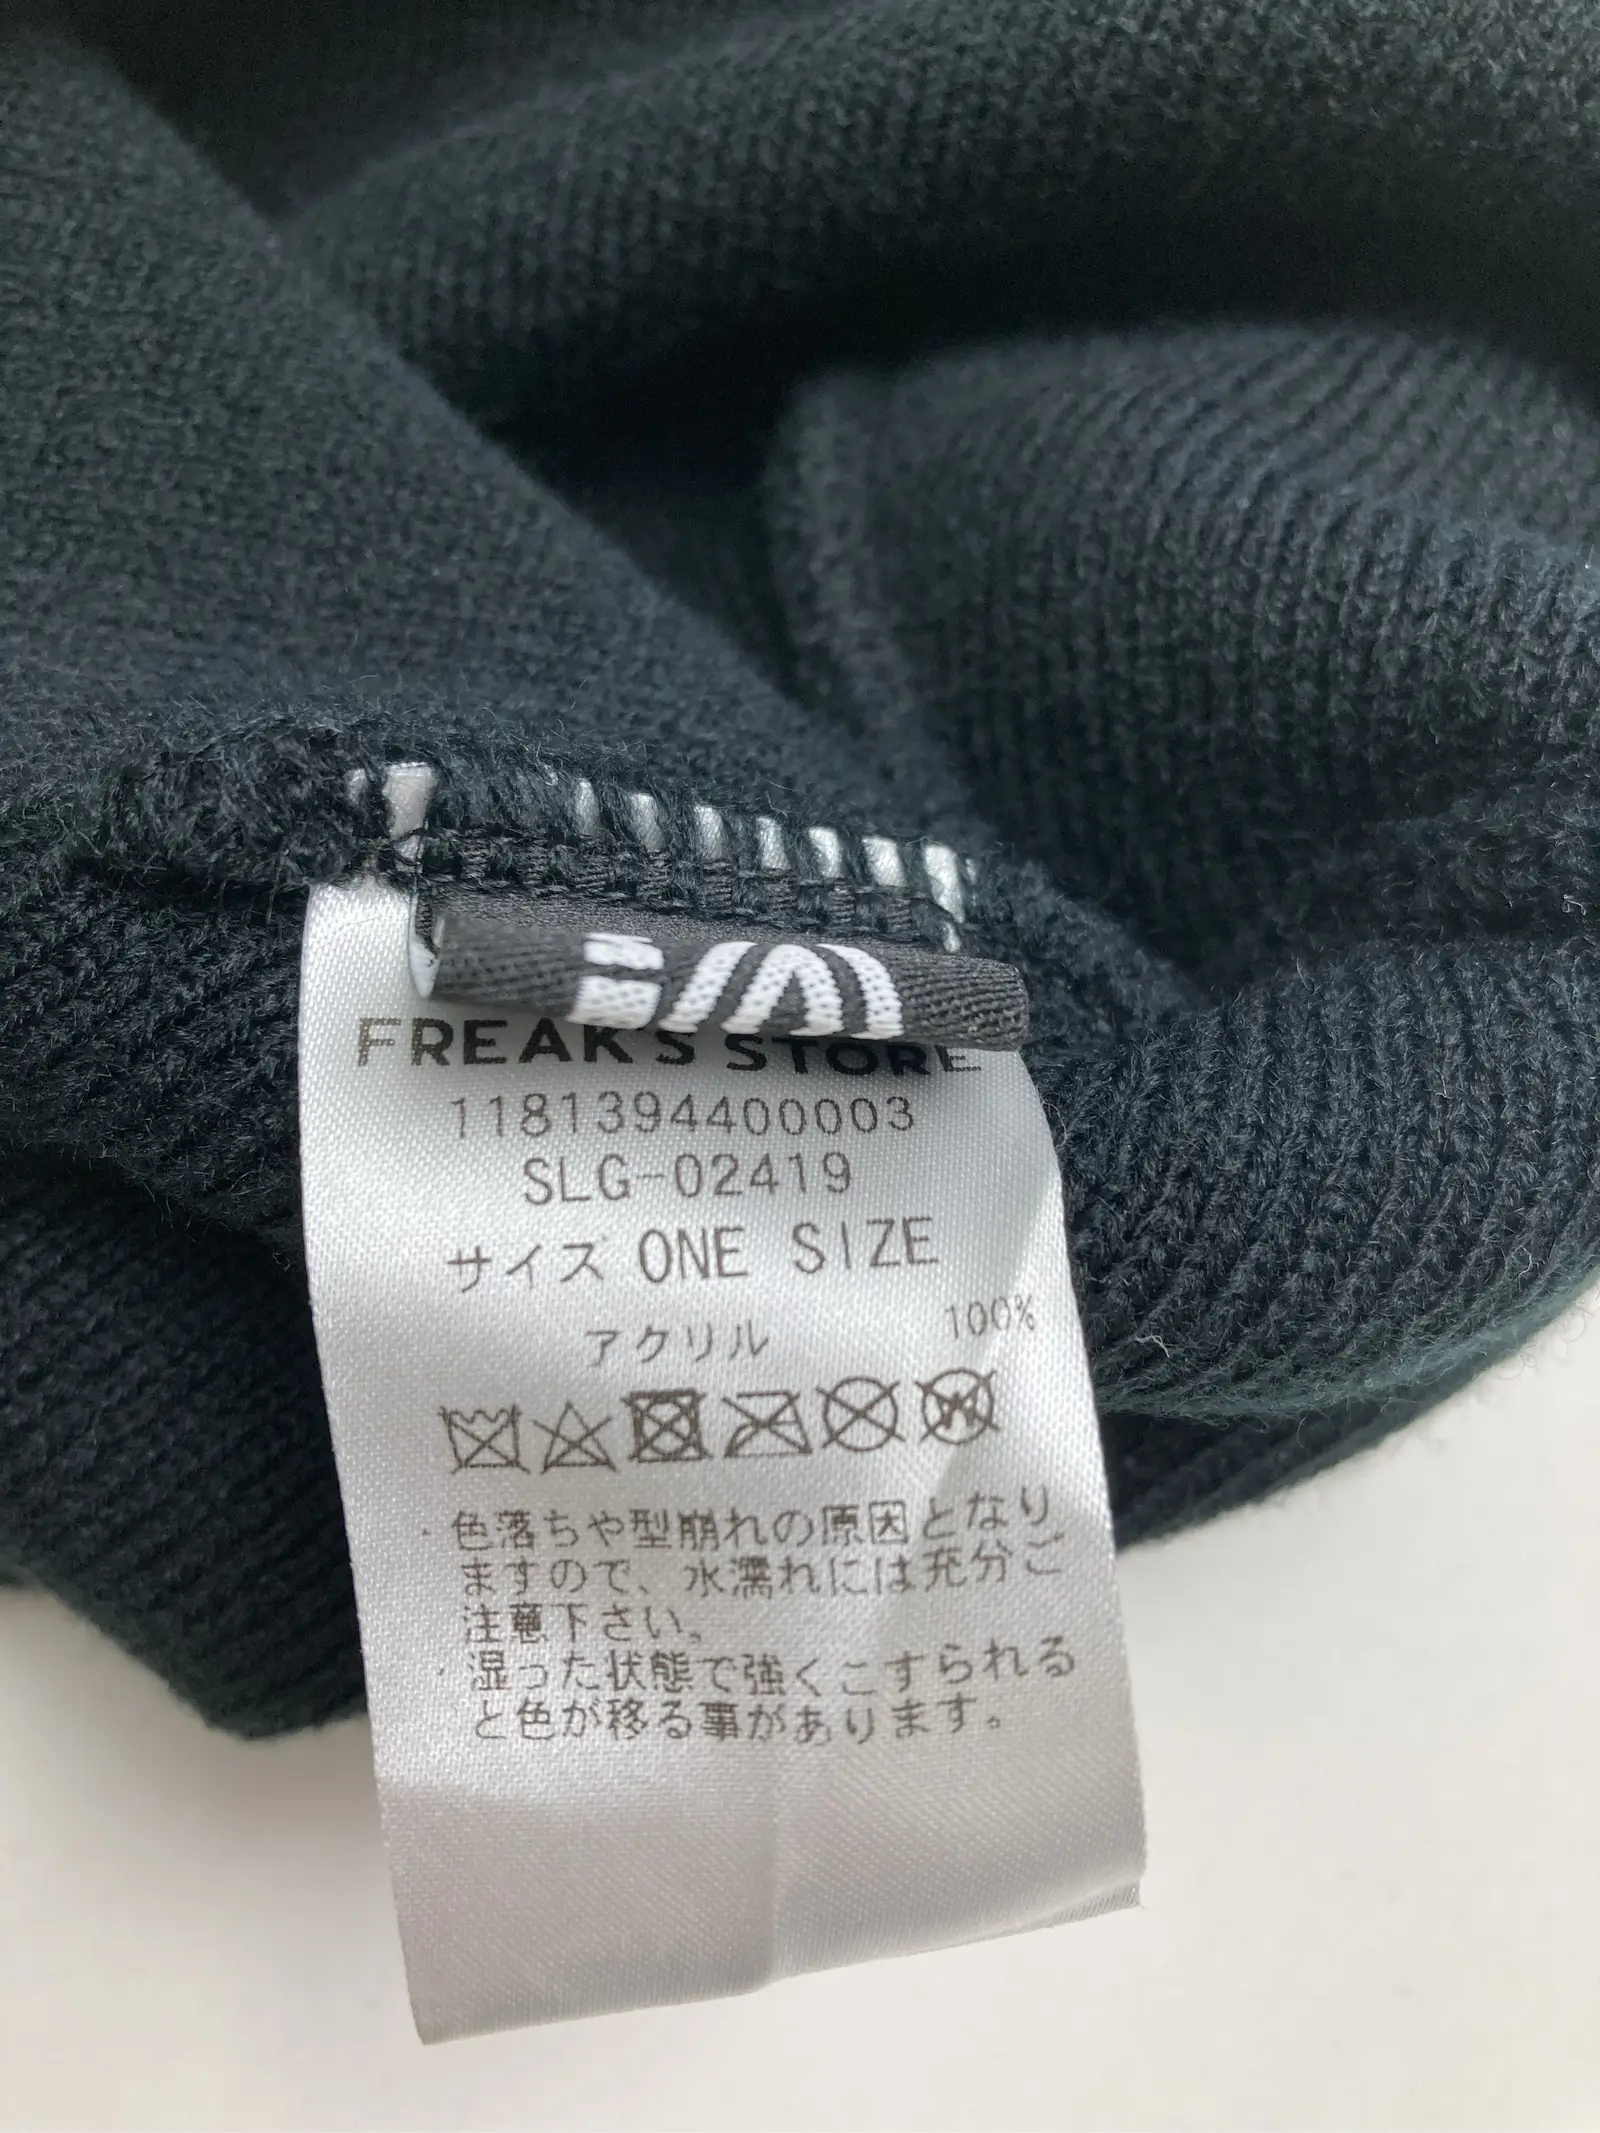 FREAK'S STORE
1181394400003
SLG-02419
サイズ ONE SIZE
アクリル 100%
・色落ちや型崩れの原因となり
ますので、水濡れには充分ご
注意下さい。
・湿った状態で強くこすられる
と色が移る事があります。